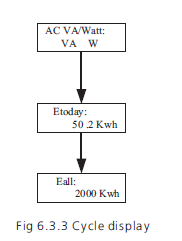 AC VA/Watt:
VA W
Etoday:
50 .2 Kwh
Eall:
2000 Kwh
Fig 6.3.3 Cycle display